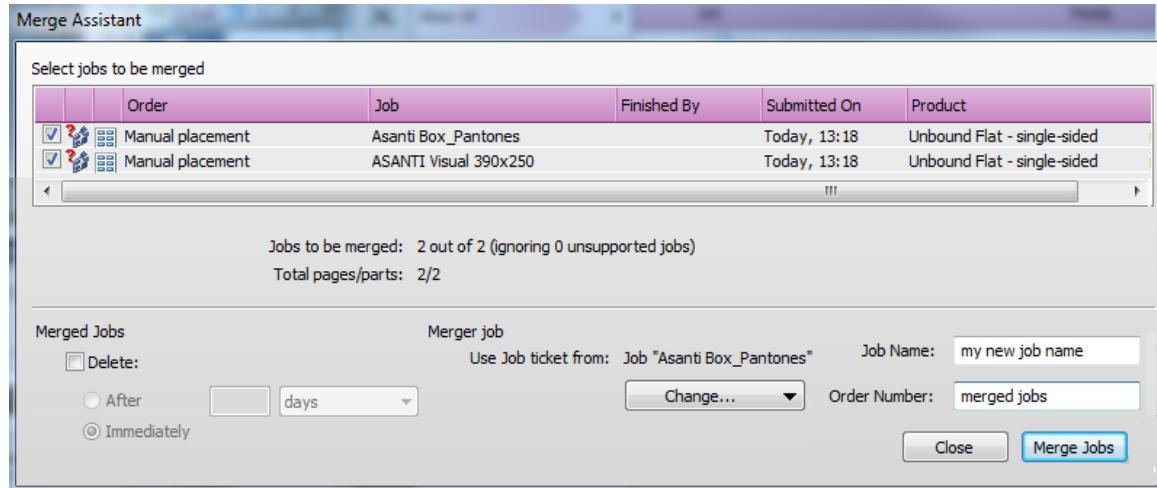 Merge Assistant
Select jobs to be merged
Order Job Finished By Submitted On Product
Manual placement Asanti Box_Pantones Today, 13:18 Unbound Flat - single-sided
Manual placement ASANTI Visual 390x250 Today, 13:18 Unbound Flat - single-sided
Jobs to be merged: 2 out of 2 (ignoring 0 unsupported jobs)
Total pages/parts: 2/2
Merged Jobs Merger job
Delete: Use Job ticket from: Job "Asanti Box_Pantones" Job Name: my new job name
After days Change... Order Number: merged jobs
Immediately
Close Merge Jobs